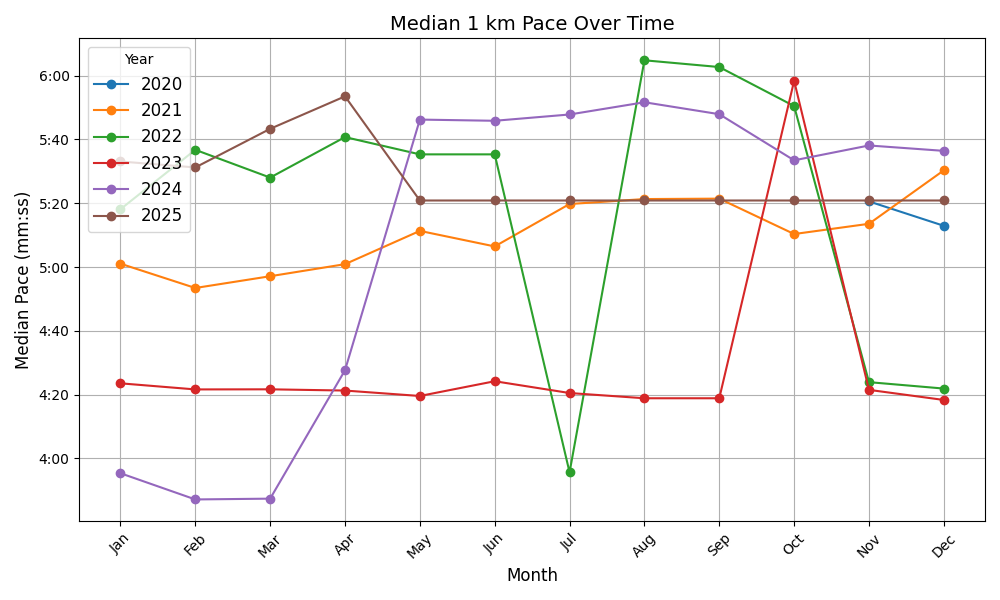 Median 1 km Pace Over Time
Year
2020
2021
2022
2023
2024
2025
6:00
5:40
5:20
5:00
4:40
4:20
4:00
Median Pace (mm:ss)
Jan
Feb
Mar
Apr
May
Jun
Jul
Aug
Sep
Oct
Nov
Dec
Month